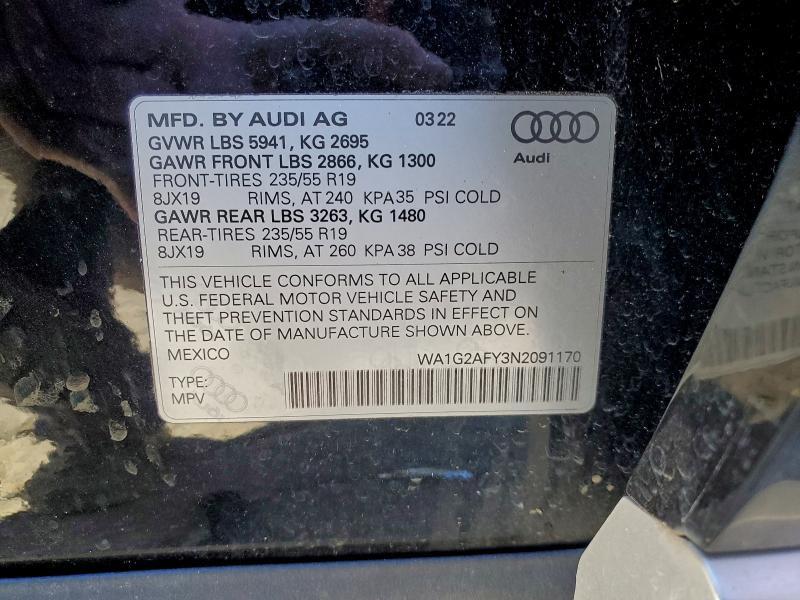 MFD. BY AUDI AG 03 22
GVWR LBS 5941, KG 2695
GAWR FRONT LBS 2866, KG 1300
FRONT-TIRES 235/55 R19
8JX19 RIMS, AT 240 KPA 35 PSI COLD
GAWR REAR LBS 3263, KG 1480
REAR-TIRES 235/55 R19
8JX19 RIMS, AT 260 KPA 38 PSI COLD
Audi
THIS VEHICLE CONFORMS TO ALL APPLICABLE
U.S. FEDERAL MOTOR VEHICLE SAFETY AND
THEFT PREVENTION STANDARDS IN EFFECT ON
THE DATE OF MANUFACTURE SHOWN ABOVE.
MEXICO WA1G2AFY3N2091170
TYPE:
MPV